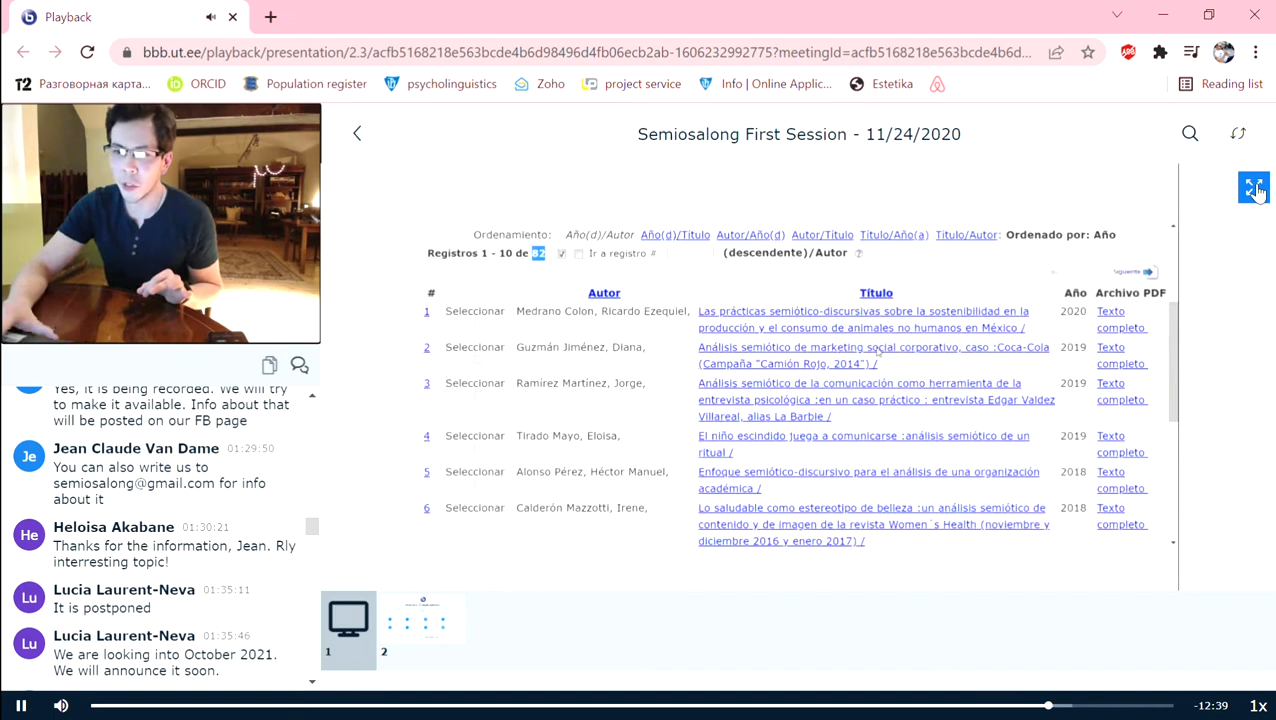 Playback
bbb.ut.ee/playback/presentation/2.3/acfb5168218e563bcde4b6d98496d4fb06ecb2ab-1606232992775?meetingId=acfb5168218e563bcde4b6d...
T2 Разговорная карта... ORCID Population register psycholinguistics Zoho project service Info | Online Applic... Estetika Reading list
Semiosalong First Session - 11/24/2020
Ordenamiento: Año(d)/Autor Año(d)/Título Autor/Año(d) Autor/Título Título/Año(a) Título/Autor: Ordenado por: Año
Registros 1 - 10 de 82 Ir a registro # (descendente)/Autor
Siguiente
# Autor Título Año Archivo PDF
1 Seleccionar Medrano Colon, Ricardo Ezequiel, Las prácticas semiótico-discursivas sobre la sostenibilidad en la 2020 Texto
producción y el consumo de animales no humanos en México / completo
2 Seleccionar Guzmán Jiménez, Diana, Análisis semiótico de marketing social corporativo, caso :Coca-Cola 2019 Texto
(Campaña "Camión Rojo, 2014") / completo
3 Seleccionar Ramírez Martínez, Jorge, Análisis semiótico de la comunicación como herramienta de la 2019 Texto
entrevista psicológica :en un caso práctico : entrevista Edgar Valdez completo
Villareal, alias La Barbie /
4 Seleccionar Tirado Mayo, Eloisa, El niño escindido juega a comunicarse :análisis semiótico de un 2019 Texto
ritual / completo
5 Seleccionar Alonso Pérez, Héctor Manuel, Enfoque semiótico-discursivo para el análisis de una organización 2018 Texto
académica / completo
6 Seleccionar Calderón Mazzotti, Irene, Lo saludable como estereotipo de belleza :un análisis semiótico de 2018 Texto
contenido y de imagen de la revista Women´s Health (noviembre y completo
diciembre 2016 y enero 2017) /
Yes, it is being recorded. We will try
to make it available. Info about that
will be posted on our FB page
Je Jean Claude Van Dame 01:29:50
You can also write us to
semiosalong@gmail.com for info
about it
He Heloisa Akabane 01:30:21
Thanks for the information, Jean. Rly
interresting topic!
Lu Lucia Laurent-Neva 01:35:11
It is postponed
Lu Lucia Laurent-Neva 01:35:46
We are looking into October 2021.
We will announce it soon.
1 2
-12:39 1x